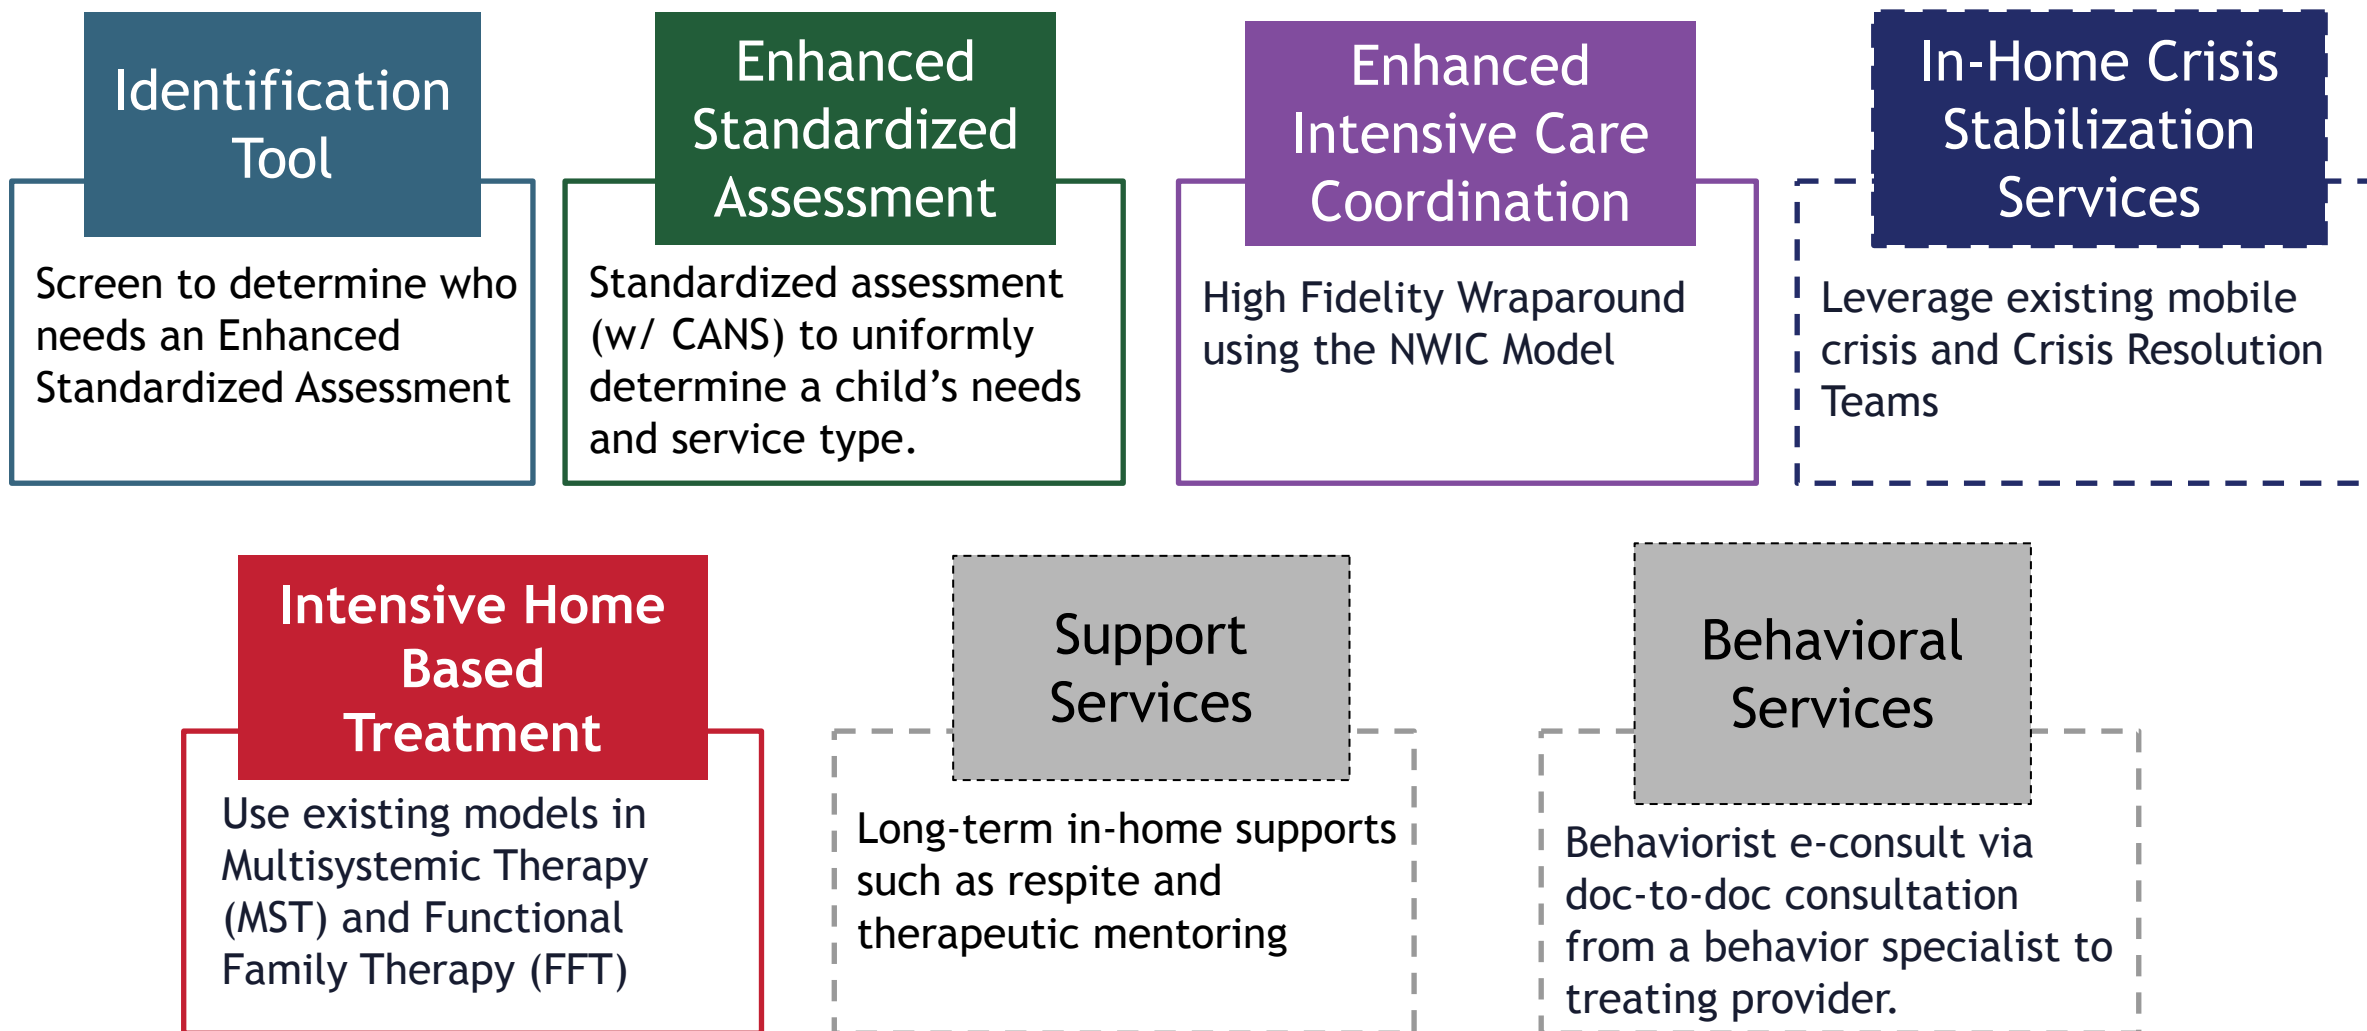 Identification
Tool
Screen to determine who
needs an Enhanced
Standardized Assessment
Enhanced
Standardized
Assessment
Standardized assessment
(w/ CANS) to uniformly
determine a child’s needs
and service type.
Enhanced
Intensive Care
Coordination
High Fidelity Wraparound
using the NWIC Model
In-Home Crisis
Stabilization
Services
Leverage existing mobile
crisis and Crisis Resolution
Teams
Intensive Home
Based
Treatment
Use existing models in
Multisystemic Therapy
(MST) and Functional
Family Therapy (FFT)
Support
Services
Long-term in-home supports
such as respite and
therapeutic mentoring
Behavioral
Services
Behaviorist e-consult via
doc-to-doc consultation
from a behavior specialist to
treating provider.